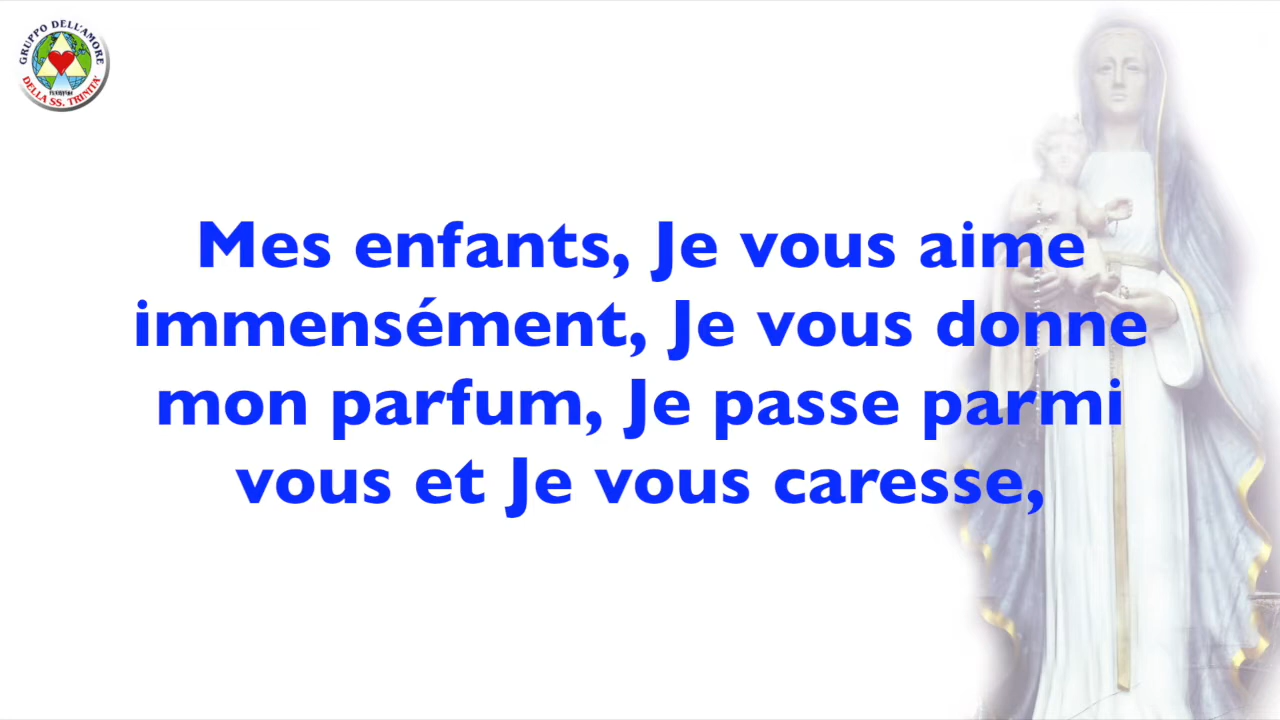 GRUPPO DELL'AMORE
DELLA SS. TRINITA'
Mes enfants, Je vous aime
immensément, Je vous donne
mon parfum, Je passe parmi
vous et Je vous caresse,